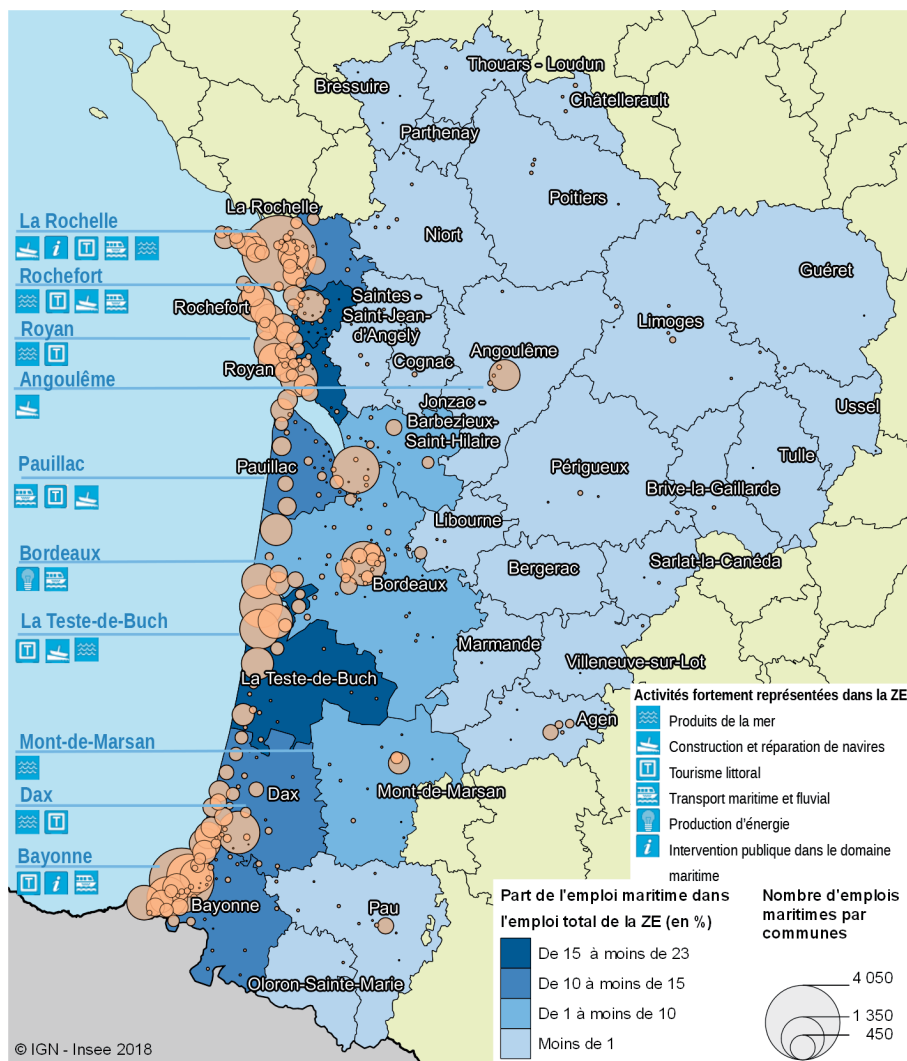 Thouars - Loudun
Bressuire
Châtellerault
Parthenay
Poitiers
La Rochelle
La Rochelle
Niort
Guéret
Rochefort
Rochefort
Saintes -
Saint-Jean-
d'Angely
Limoges
Royan
Royan
Cognac
Angoulême
Angoulême
Ussel
Jonzac -
Barbezieux-
Saint-Hilaire
Tulle
Pauillac
Pauillac
Périgueux
Brive-la-Gaillarde
Libourne
Bordeaux
Bordeaux
Bergerac
Sarlat-la-Canéda
La Teste-de-Buch
Marmande
Villeneuve-sur-Lot
La Teste-de-Buch
Agen
Mont-de-Marsan
Mont-de-Marsan
Dax
Dax
Bayonne
Bayonne
Pau
Oloron-Sainte-Marie
Activités fortement représentées dans la ZE
Produits de la mer
Construction et réparation de navires
Tourisme littoral
Transport maritime et fluvial
Production d'énergie
Intervention publique dans le domaine
maritime
Part de l'emploi maritime dans
l'emploi total de la ZE (en %)
De 15 à moins de 23
De 10 à moins de 15
De 1 à moins de 10
Moins de 1
Nombre d'emplois
maritimes par
communes
4 050
1 350
450
© IGN - Insee 2018